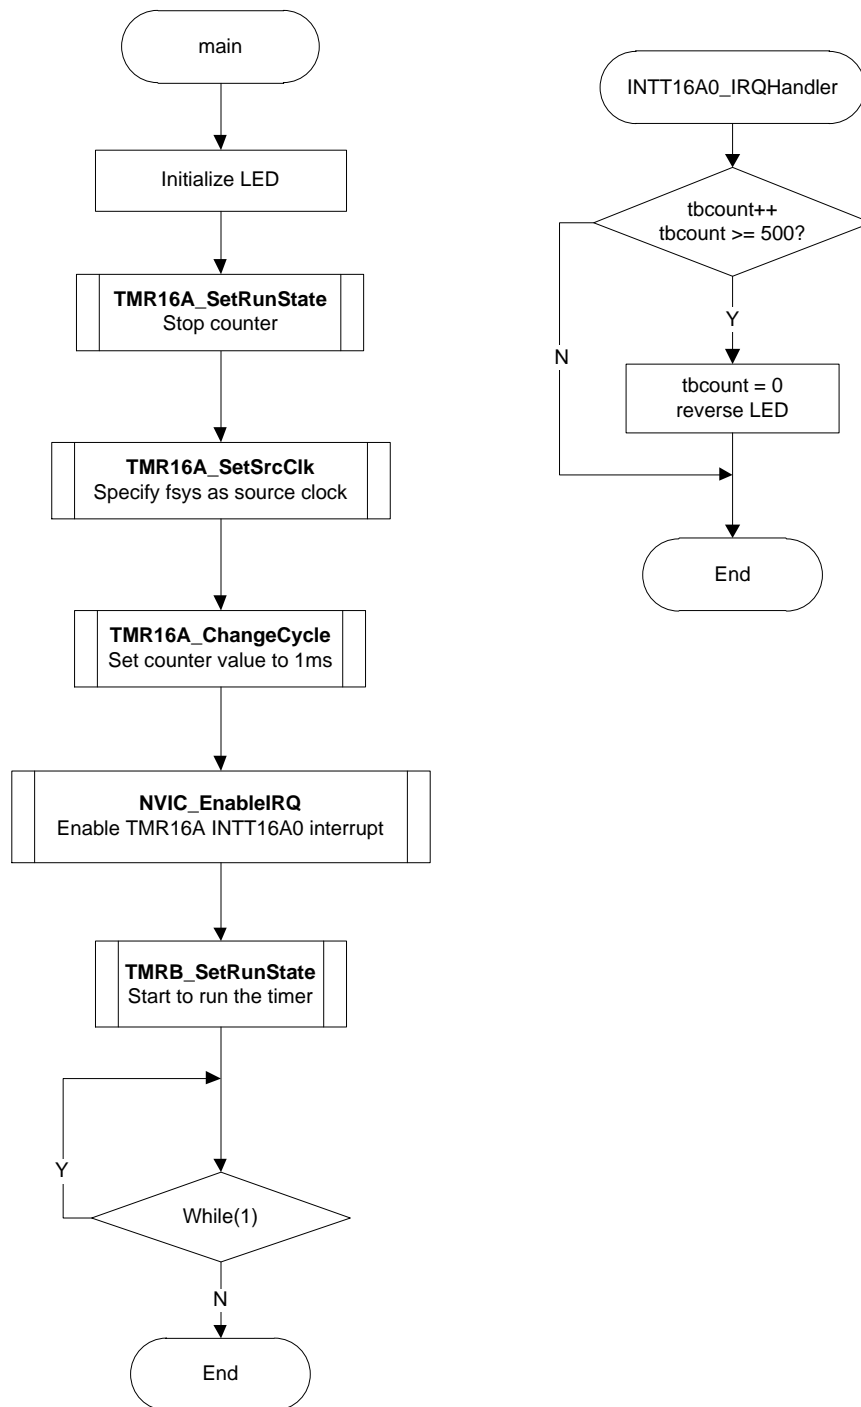 main
Initialize LED
TMR16A_SetRunState
Stop counter
TMR16A_SetSrcClk
Specify fsys as source clock
TMR16A_ChangeCycle
Set counter value to 1ms
NVIC_EnableIRQ
Enable TMR16A INTT16A0 interrupt
TMRB_SetRunState
Start to run the timer
Y
While(1)
N
End
INTT16A0_IRQHandler
tbcount++
tbcount >= 500?
N
Y
tbcount = 0
reverse LED
End